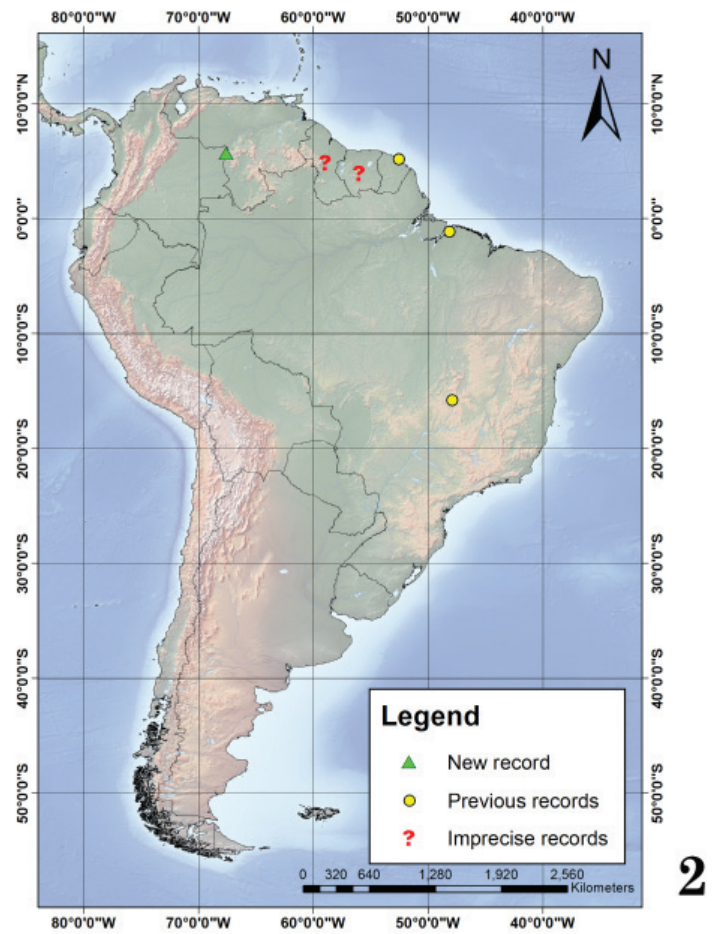 80°0'0"W 70°0'0"W 60°0'0"W 50°0'0"W 40°0'0"W
N
10°0'0"N 10°0'0"N
? ?
0°0'0" 0°0'0"
10°0'0"S 10°0'0"S
20°0'0"S 20°0'0"S
30°0'0"S 30°0'0"S
40°0'0"S 40°0'0"S
50°0'0"S 50°0'0"S
Legend
New record
Previous records
? Imprecise records
0 320 640 1,280 1,920 2,560
Kilometers
80°0'0"W 70°0'0"W 60°0'0"W 50°0'0"W 40°0'0"W
2